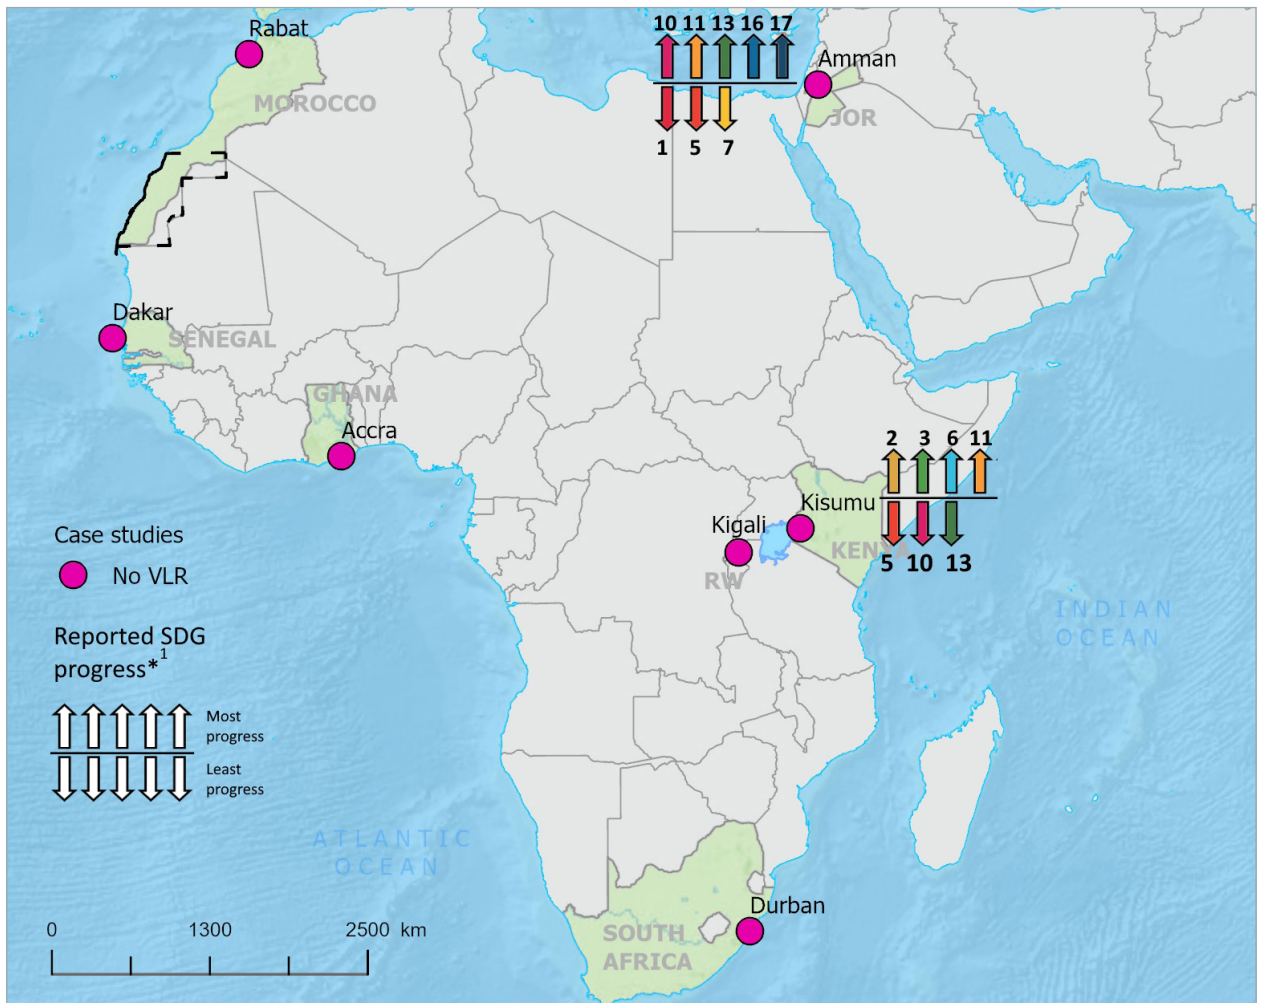 Rabat
MOROCCO
10 11 13 16 17
1 5 7
Amman
JOR
Dakar
SENEGAL
GHANA
Accra
2 3 6 11
5 10 13
Kisumu
KENYA
Kigali
RW
Case studies
No VLR
Reported SDG
progress*1
Most
progress
Least
progress
INDIAN
OCEAN
ATLANTIC
OCEAN
Durban
SOUTH
AFRICA
0 1300 2500 km